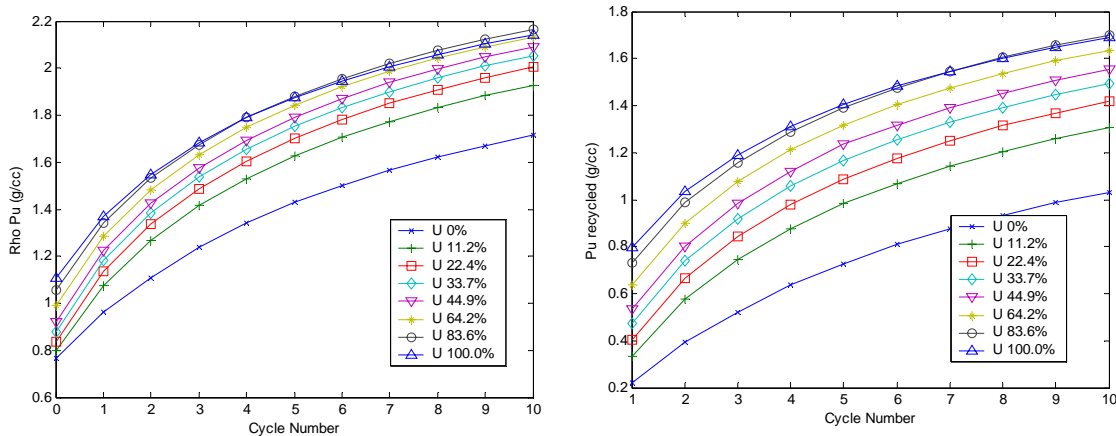 2.2
2
1.8
1.6
1.4
1.2
1
0.8
0.6
Rho Pu (g/cc)
0 1 2 3 4 5 6 7 8 9 10
Cycle Number
U 0%
U 11.2%
U 22.4%
U 33.7%
U 44.9%
U 64.2%
U 83.6%
U 100.0%
1.8
1.6
1.4
1.2
1
0.8
0.6
0.4
0.2
Pu recycled (g/cc)
1 2 3 4 5 6 7 8 9 10
Cycle Number
U 0%
U 11.2%
U 22.4%
U 33.7%
U 44.9%
U 64.2%
U 83.6%
U 100.0%